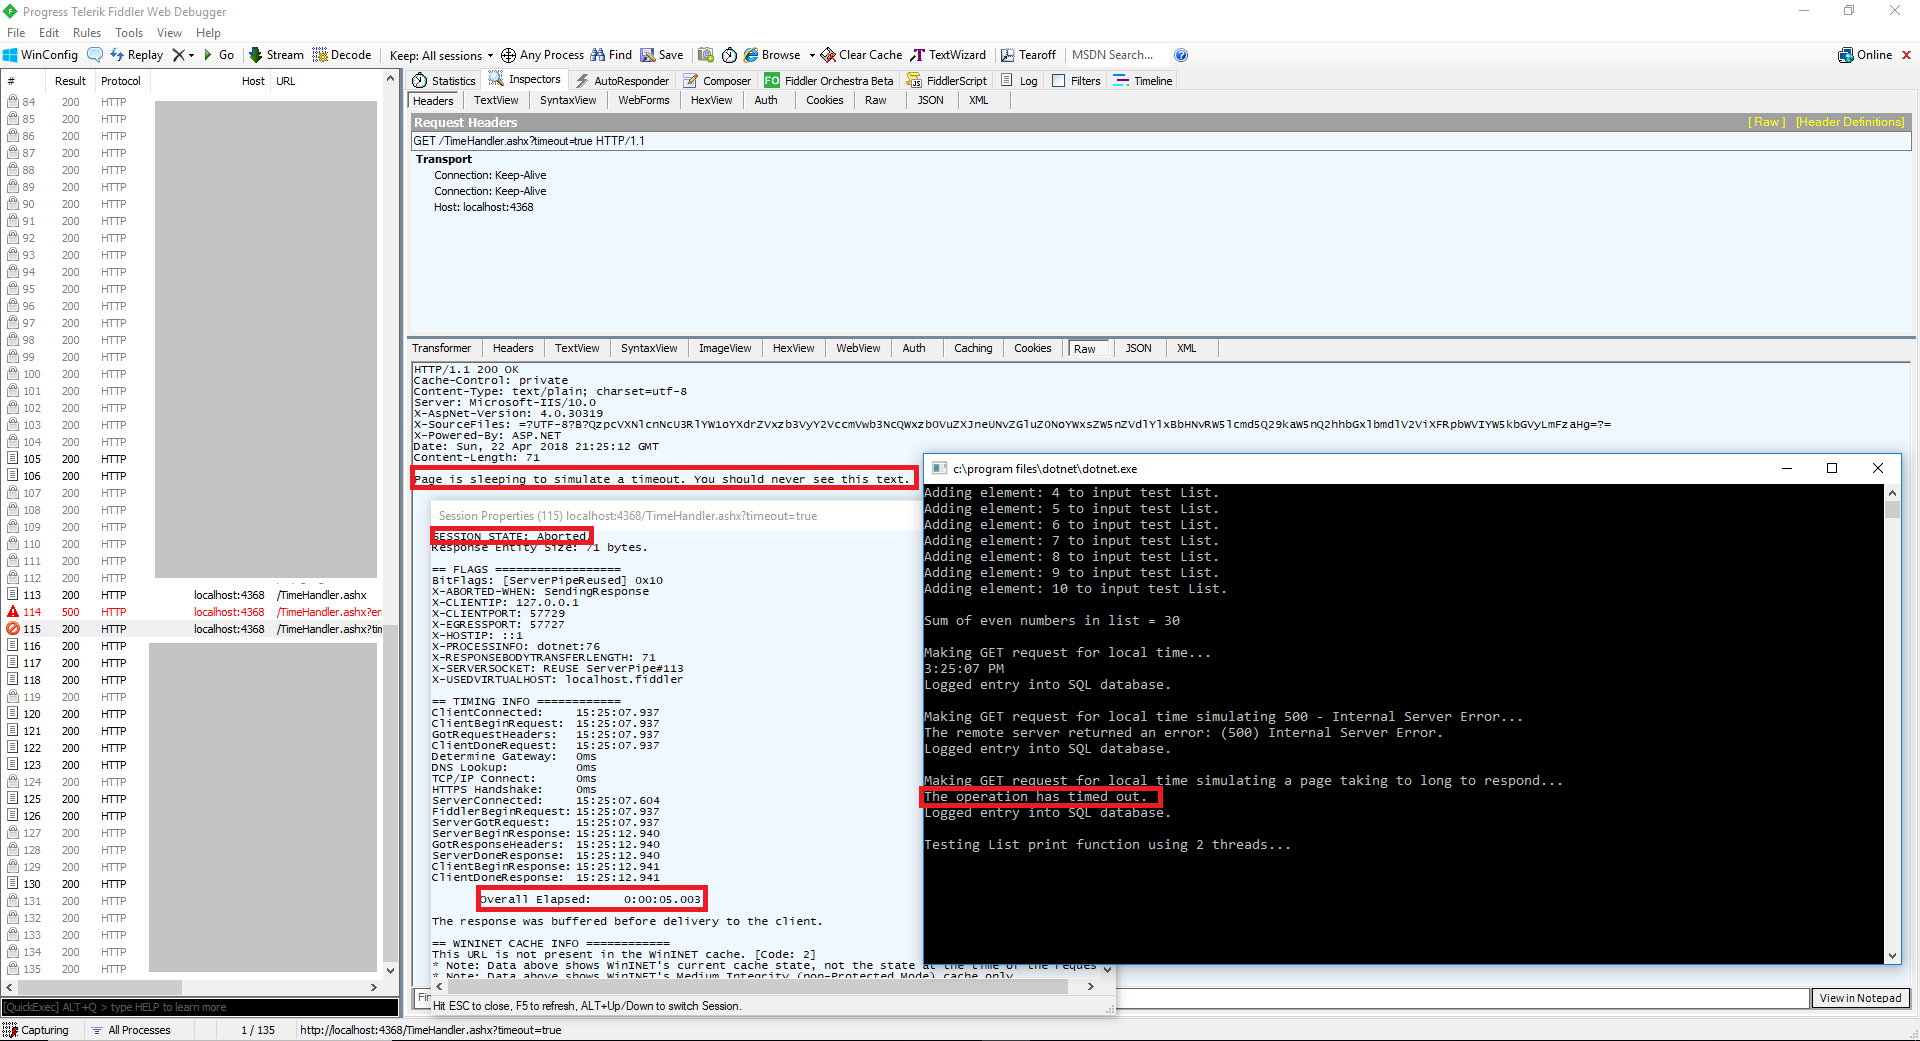 Progress Telerik Fiddler Web Debugger
File Edit Rules Tools View Help
WinConfig Replay Go Stream Decode Keep: All sessions Any Process Find Save Browse Clear Cache TextWizard Tearoff MSDN Search... Online
# Result Protocol Host URL
Statistics Inspectors AutoResponder Composer FO Fiddler Orchestra Beta FiddlerScript Log Filters Timeline
Headers TextView SyntaxView WebForms HexView Auth Cookies Raw JSON XML
Request Headers [ Raw ] [Header Definitions]
GET /TimeHandler.ashx?timeout=true HTTP/1.1
Transport
Connection: Keep-Alive
Connection: Keep-Alive
Host: localhost:4368
84 200 HTTP
85 200 HTTP
86 200 HTTP
87 200 HTTP
88 200 HTTP
89 200 HTTP
90 200 HTTP
91 200 HTTP
92 200 HTTP
93 200 HTTP
94 200 HTTP
95 200 HTTP
96 200 HTTP
97 200 HTTP
98 200 HTTP
99 200 HTTP
100 200 HTTP
101 200 HTTP
102 200 HTTP
103 200 HTTP
104 200 HTTP
105 200 HTTP
106 200 HTTP
107 200 HTTP
108 200 HTTP
109 200 HTTP
110 200 HTTP
111 200 HTTP
112 200 HTTP
113 200 HTTP localhost:4368 /TimeHandler.ashx
114 500 HTTP localhost:4368 /TimeHandler.ashx?er
115 200 HTTP localhost:4368 /TimeHandler.ashx?tim
116 200 HTTP
117 200 HTTP
118 200 HTTP
119 200 HTTP
120 200 HTTP
121 200 HTTP
122 200 HTTP
123 200 HTTP
124 200 HTTP
125 200 HTTP
126 200 HTTP
127 200 HTTP
128 200 HTTP
129 200 HTTP
130 200 HTTP
131 200 HTTP
132 200 HTTP
133 200 HTTP
134 200 HTTP
135 200 HTTP
Transformer Headers TextView SyntaxView ImageView HexView WebView Auth Caching Cookies Raw JSON XML
HTTP/1.1 200 OK
Cache-Control: private
Content-Type: text/plain; charset=utf-8
Server: Microsoft-IIS/10.0
X-AspNet-Version: 4.0.30319
X-Powered-By: ASP.NET
Date: Sun, 22 Apr 2018 21:25:12 GMT
Content-Length: 71
Page is sleeping to simulate a timeout. You should never see this text.
Session Properties (115) localhost:4368/TimeHandler.ashx?timeout=true
SESSION STATE: Aborted.
Response Entity Size: 71 bytes.
== FLAGS ==================
BitFlags: [ServerPipeReused] 0x10
X-ABORTED-WHEN: SendingResponse
X-CLIENTIP: 127.0.0.1
X-CLIENTPORT: 57729
X-EGRESSPORT: 57727
X-HOSTIP: ::1
X-PROCESSINFO: dotnet:76
X-RESPONSEBODYTRANSFERLENGTH: 71
X-SERVERSOCKET: REUSE ServerPipe#113
X-USEDVIRTUALHOST: localhost.fiddler
== TIMING INFO ============
ClientConnected: 15:25:07.937
ClientBeginRequest: 15:25:07.937
GotRequestHeaders: 15:25:07.937
ClientDoneRequest: 15:25:07.937
Determine Gateway: 0ms
DNS Lookup: 0ms
TCP/IP Connect: 0ms
HTTPS Handshake: 0ms
ServerConnected: 15:25:07.604
FiddlerBeginRequest: 15:25:07.937
ServerGotRequest: 15:25:07.937
ServerBeginResponse: 15:25:12.940
GotResponseHeaders: 15:25:12.940
ServerDoneResponse: 15:25:12.940
ClientBeginResponse: 15:25:12.941
ClientDoneResponse: 15:25:12.941
Overall Elapsed: 0:00:05.003
The response was buffered before delivery to the client.
== WININET CACHE INFO ============
This URL is not present in the WinINET cache. [Code: 2]
* Note: Data above shows WinINET's current cache state, not the state at the time of the reques
* Note: Data above shows WinINET's Medium Integrity (non-Protected Mode) cache only.
Hit ESC to close, F5 to refresh, ALT+Up/Down to switch Session.
c:\program files\dotnet\dotnet.exe
Adding element: 4 to input test List.
Adding element: 5 to input test List.
Adding element: 6 to input test List.
Adding element: 7 to input test List.
Adding element: 8 to input test List.
Adding element: 9 to input test List.
Adding element: 10 to input test List.
Sum of even numbers in list = 30
Making GET request for local time...
3:25:07 PM
Logged entry into SQL database.
Making GET request for local time simulating 500 - Internal Server Error...
The remote server returned an error: (500) Internal Server Error.
Logged entry into SQL database.
Making GET request for local time simulating a page taking to long to respond...
The operation has timed out.
Logged entry into SQL database.
Testing List print function using 2 threads...
Fin
View in Notepad
[QuickExec] ALT+Q > type HELP to learn more
Capturing All Processes 1 / 135 http://localhost:4368/TimeHandler.ashx?timeout=true